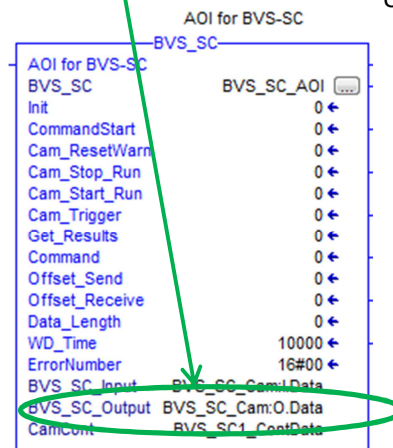 AOI for BVS-SC
BVS_SC
AOI for BVS-SC
BVS_SC BVS_SC_AOI ...
Init 0
CommandStart 0
Cam_ResetWarn 0
Cam_Stop_Run 0
Cam_Start_Run 0
Cam_Trigger 0
Get_Results 0
Command 0
Offset_Send 0
Offset_Receive 0
Data_Length 0
WD_Time 10000
ErrorNumber 16#00
BVS_SC_Input BVS_SC_Cam:I.Data
BVS_SC_Output BVS_SC_Cam:O.Data
CamCont BVS_SC1_ContData